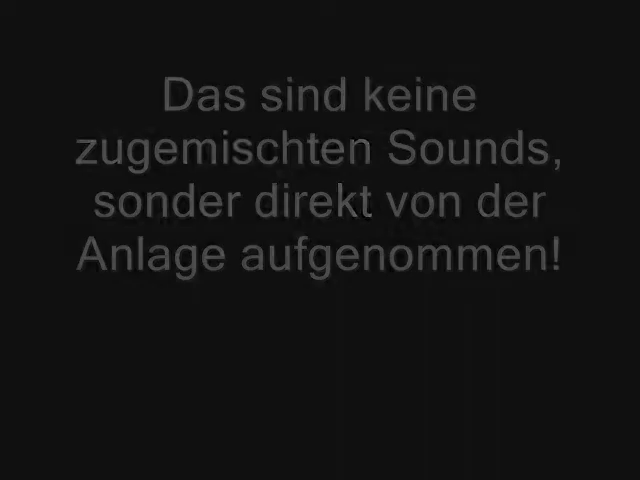 Das sind keine
zugemischten Sounds,
sonder direkt von der
Anlage aufgenommen!